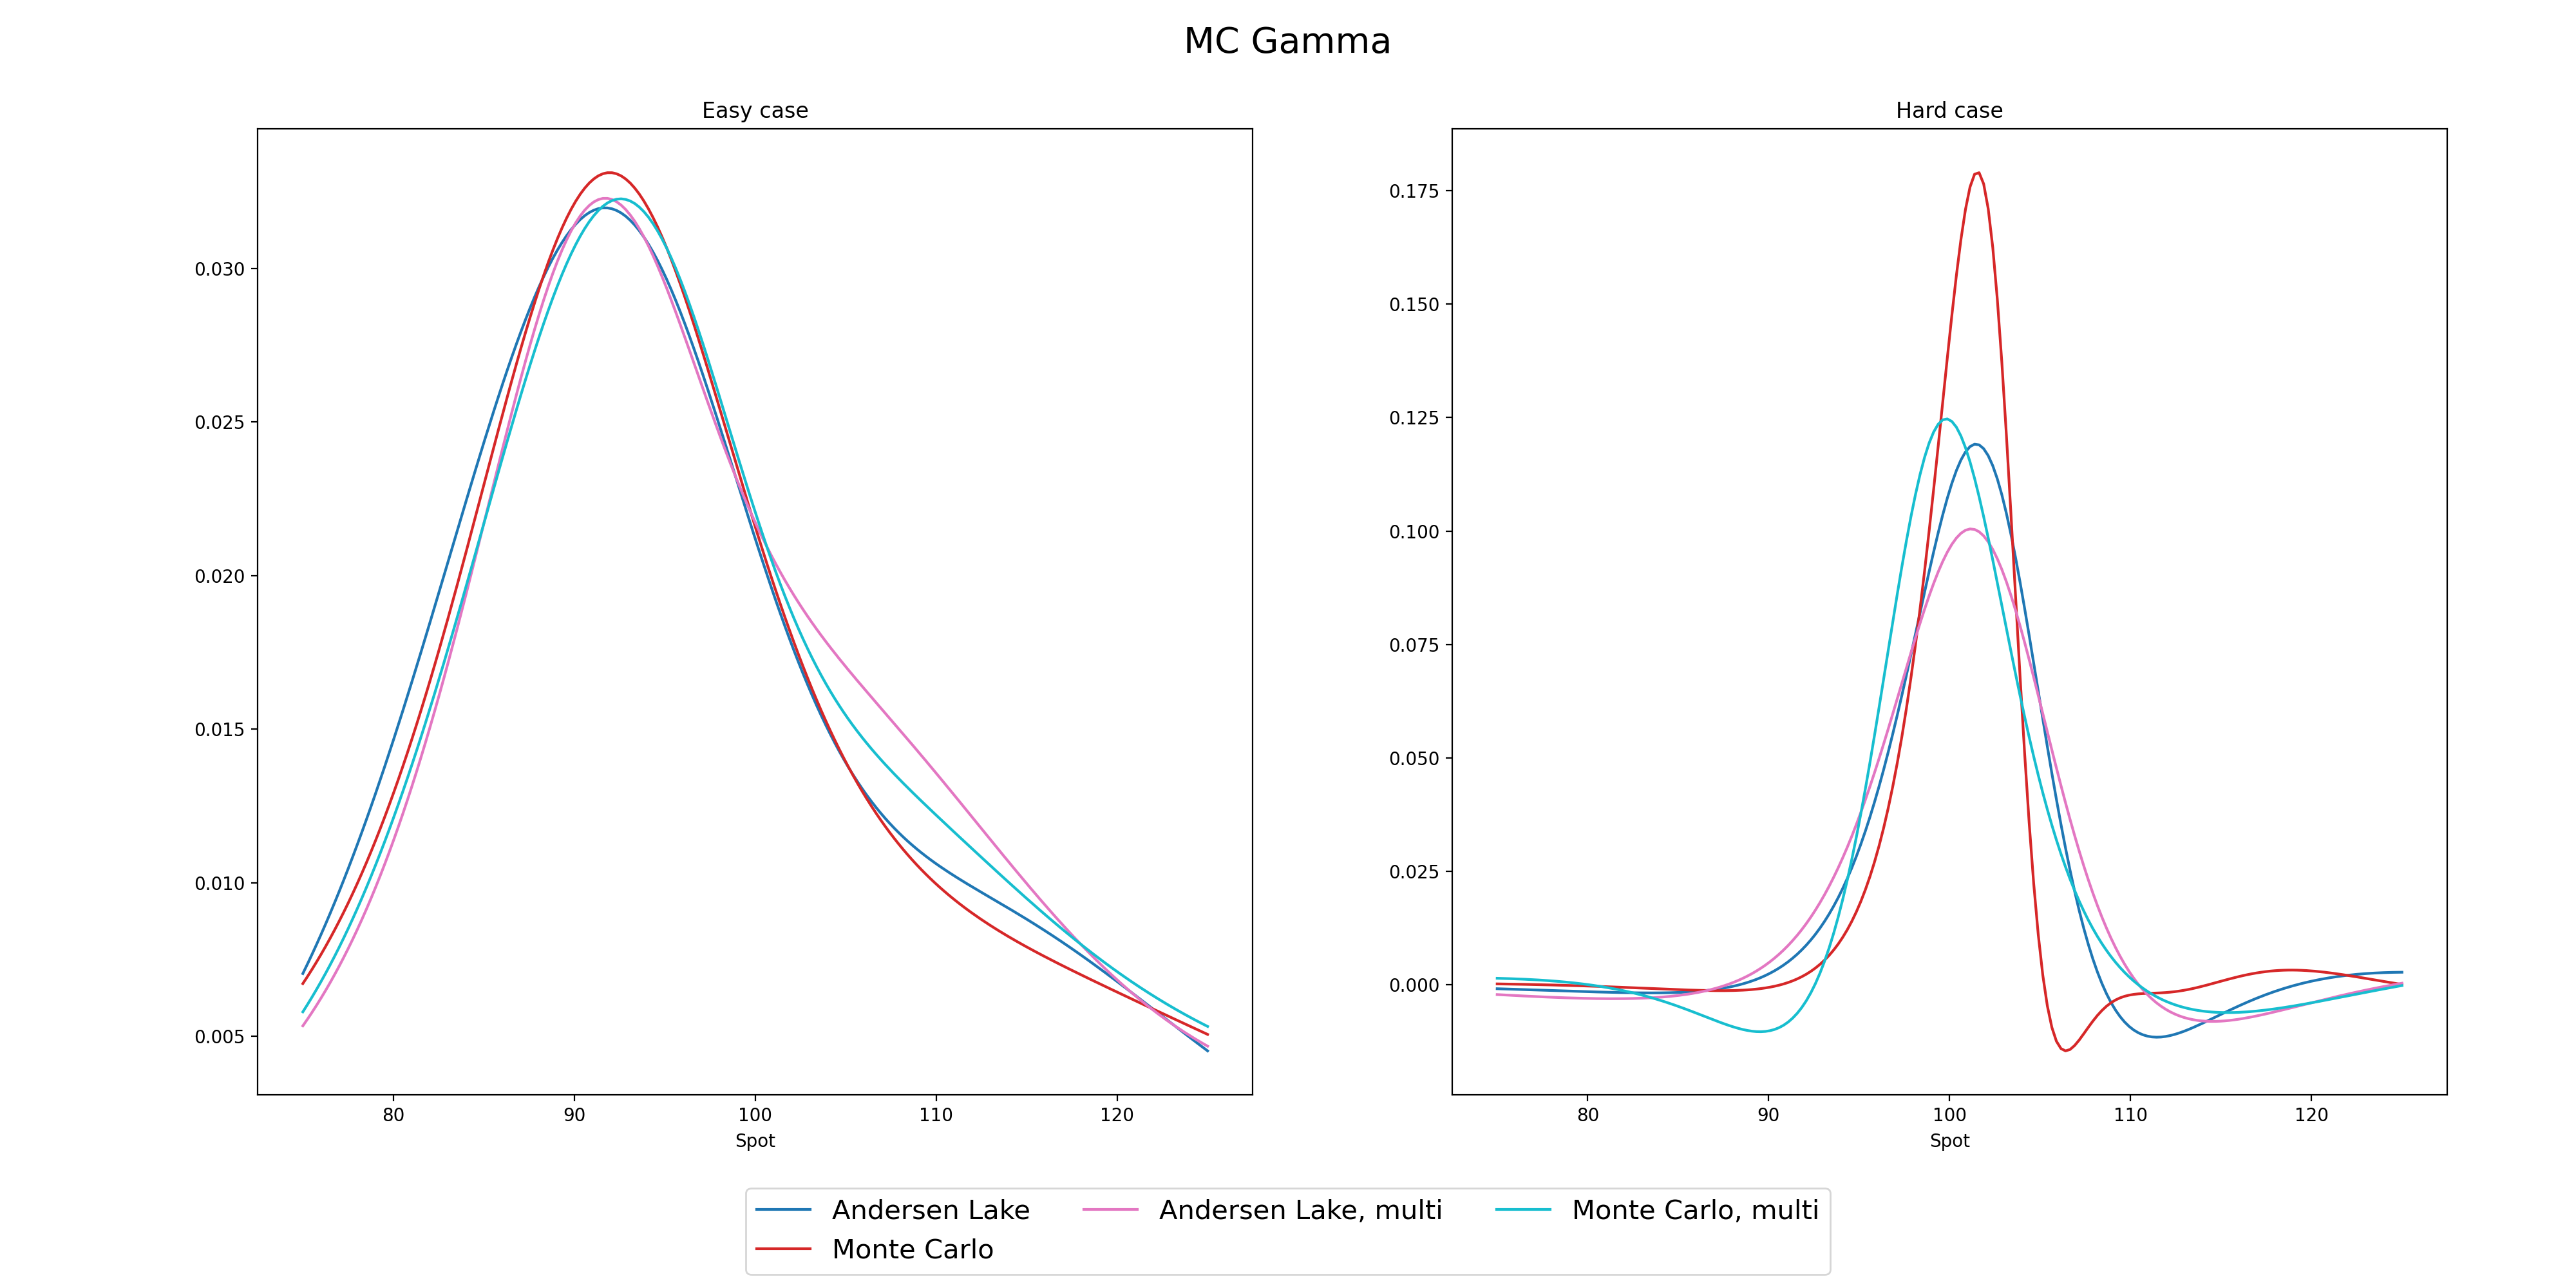 MC Gamma
Easy case
0.030
0.025
0.020
0.015
0.010
0.005
80 90 100 110 120
Spot
Hard case
0.175
0.150
0.125
0.100
0.075
0.050
0.025
0.000
80 90 100 110 120
Spot
Andersen Lake Andersen Lake, multi Monte Carlo, multi
Monte Carlo